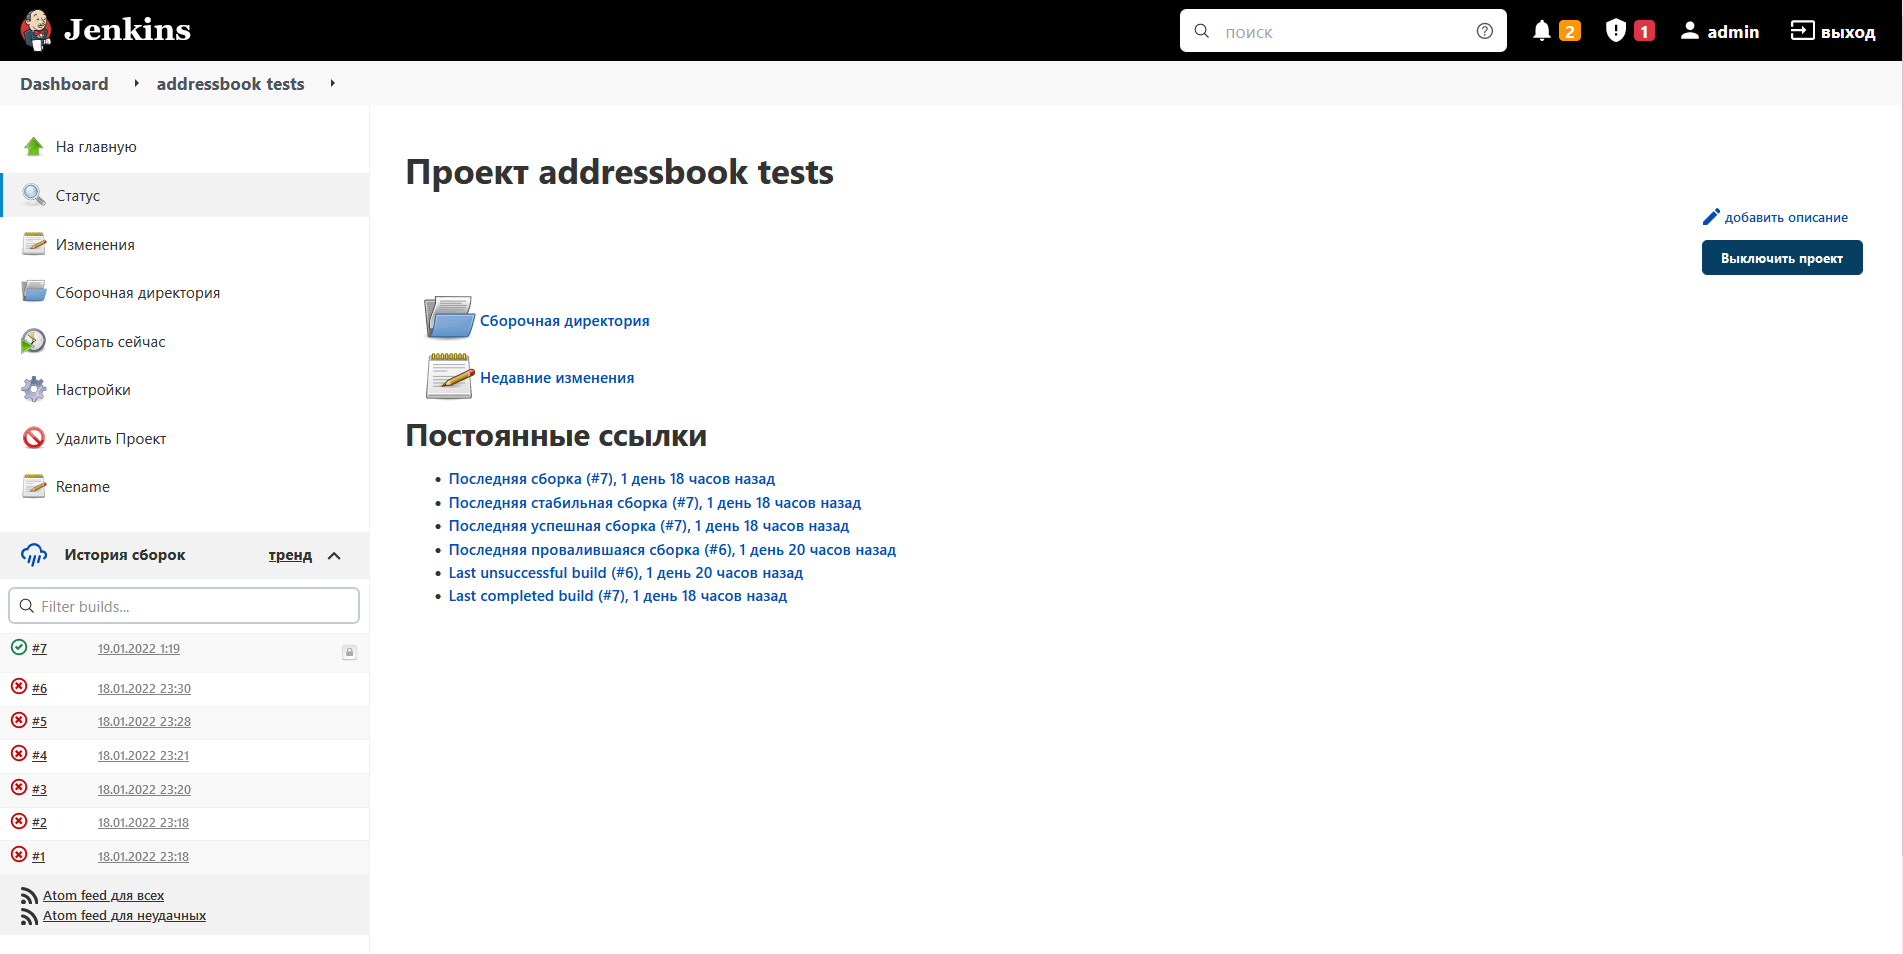 Jenkins
поиск
2
1
admin
выход
Dashboard
addressbook tests
На главную
Статус
Изменения
Сборочная директория
Собрать сейчас
Настройки
Удалить Проект
Rename
История сборок
тренд
Filter builds...
#7 19.01.2022 1:19
#6 18.01.2022 23:30
#5 18.01.2022 23:28
#4 18.01.2022 23:21
#3 18.01.2022 23:20
#2 18.01.2022 23:18
#1 18.01.2022 23:18
Atom feed для всех
Atom feed для неудачных
Проект addressbook tests
добавить описание
Выключить проект
Сборочная директория
Недавние изменения
Постоянные ссылки
Последняя сборка (#7), 1 день 18 часов назад
Последняя стабильная сборка (#7), 1 день 18 часов назад
Последняя успешная сборка (#7), 1 день 18 часов назад
Последняя провалившаяся сборка (#6), 1 день 20 часов назад
Last unsuccessful build (#6), 1 день 20 часов назад
Last completed build (#7), 1 день 18 часов назад